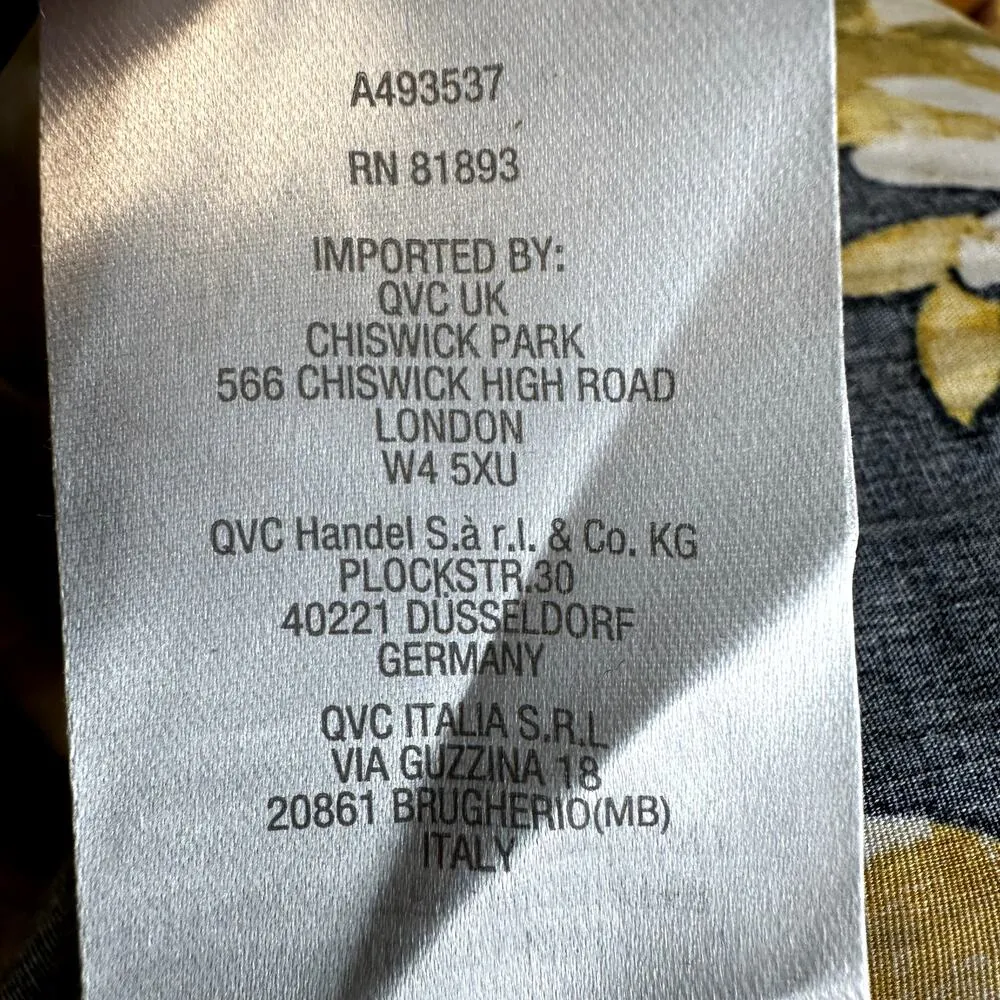 A493537
RN 81893
IMPORTED BY:
QVC UK
CHISWICK PARK
566 CHISWICK HIGH ROAD
LONDON
W4 5XU
QVC Handel S.à r.l. & Co. KG
PLOCKSTR.30
40221 DÜSSELDORF
GERMANY
QVC ITALIA S.R.L
VIA GUZZINA 18
20861 BRUGHERIO(MB)
ITALY